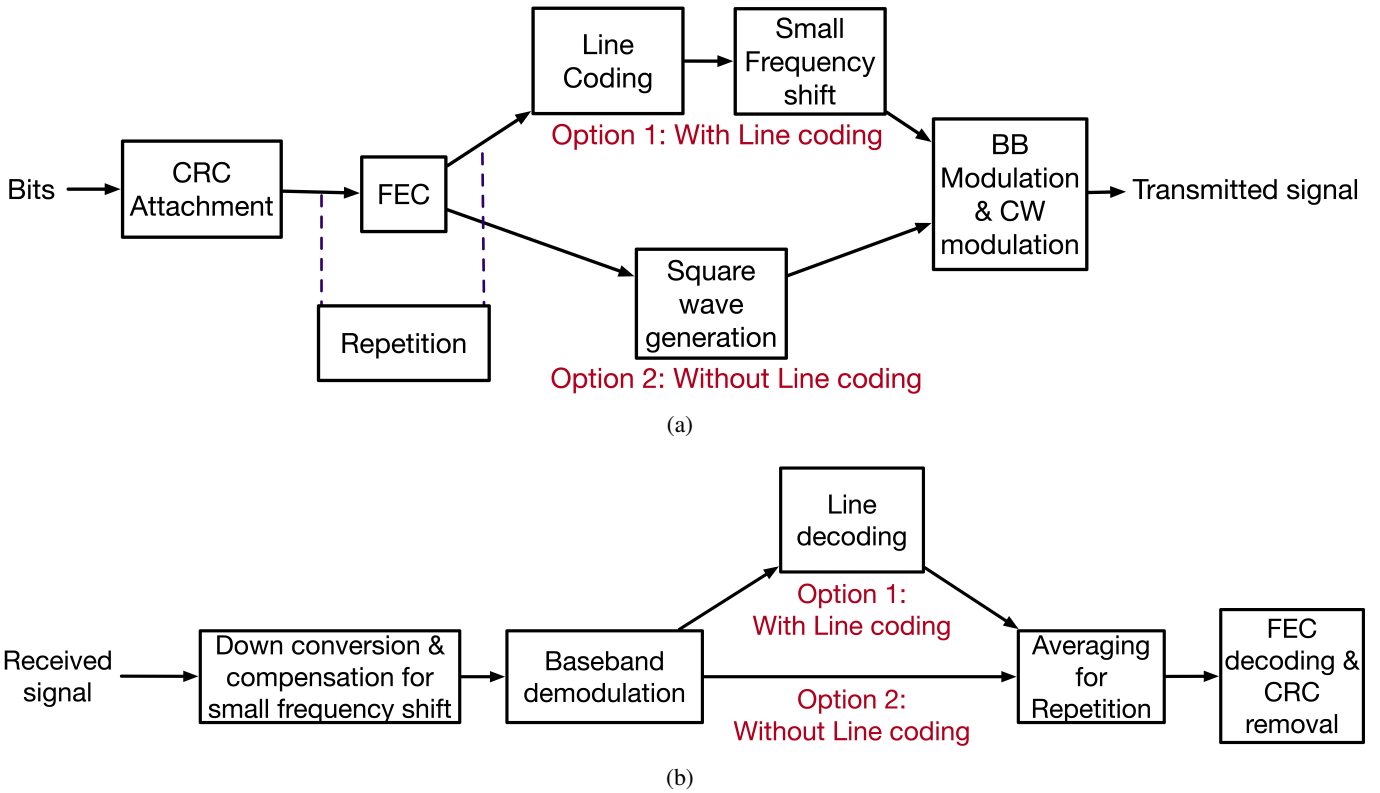 Bits
CRC
Attachment
FEC
Repetition
Line
Coding
Small
Frequency
shift
Option 1: With Line coding
Square
wave
generation
Option 2: Without Line coding
BB
Modulation
& CW
modulation
Transmitted signal
(a)
Received
signal
Down conversion &
compensation for
small frequency shift
Baseband
demodulation
Line
decoding
Option 1:
With Line coding
Option 2:
Without Line coding
Averaging
for
Repetition
FEC
decoding &
CRC
removal
(b)